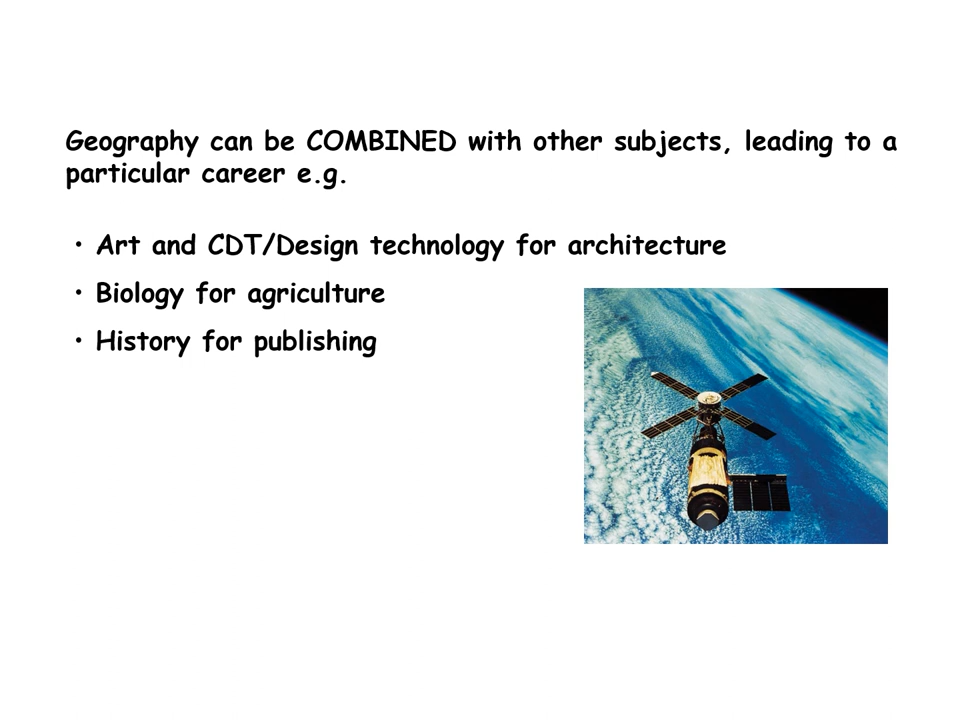 Geography can be COMBINED with other subjects, leading to a
particular career e.g.
• Art and CDT/Design technology for architecture
• Biology for agriculture
• History for publishing